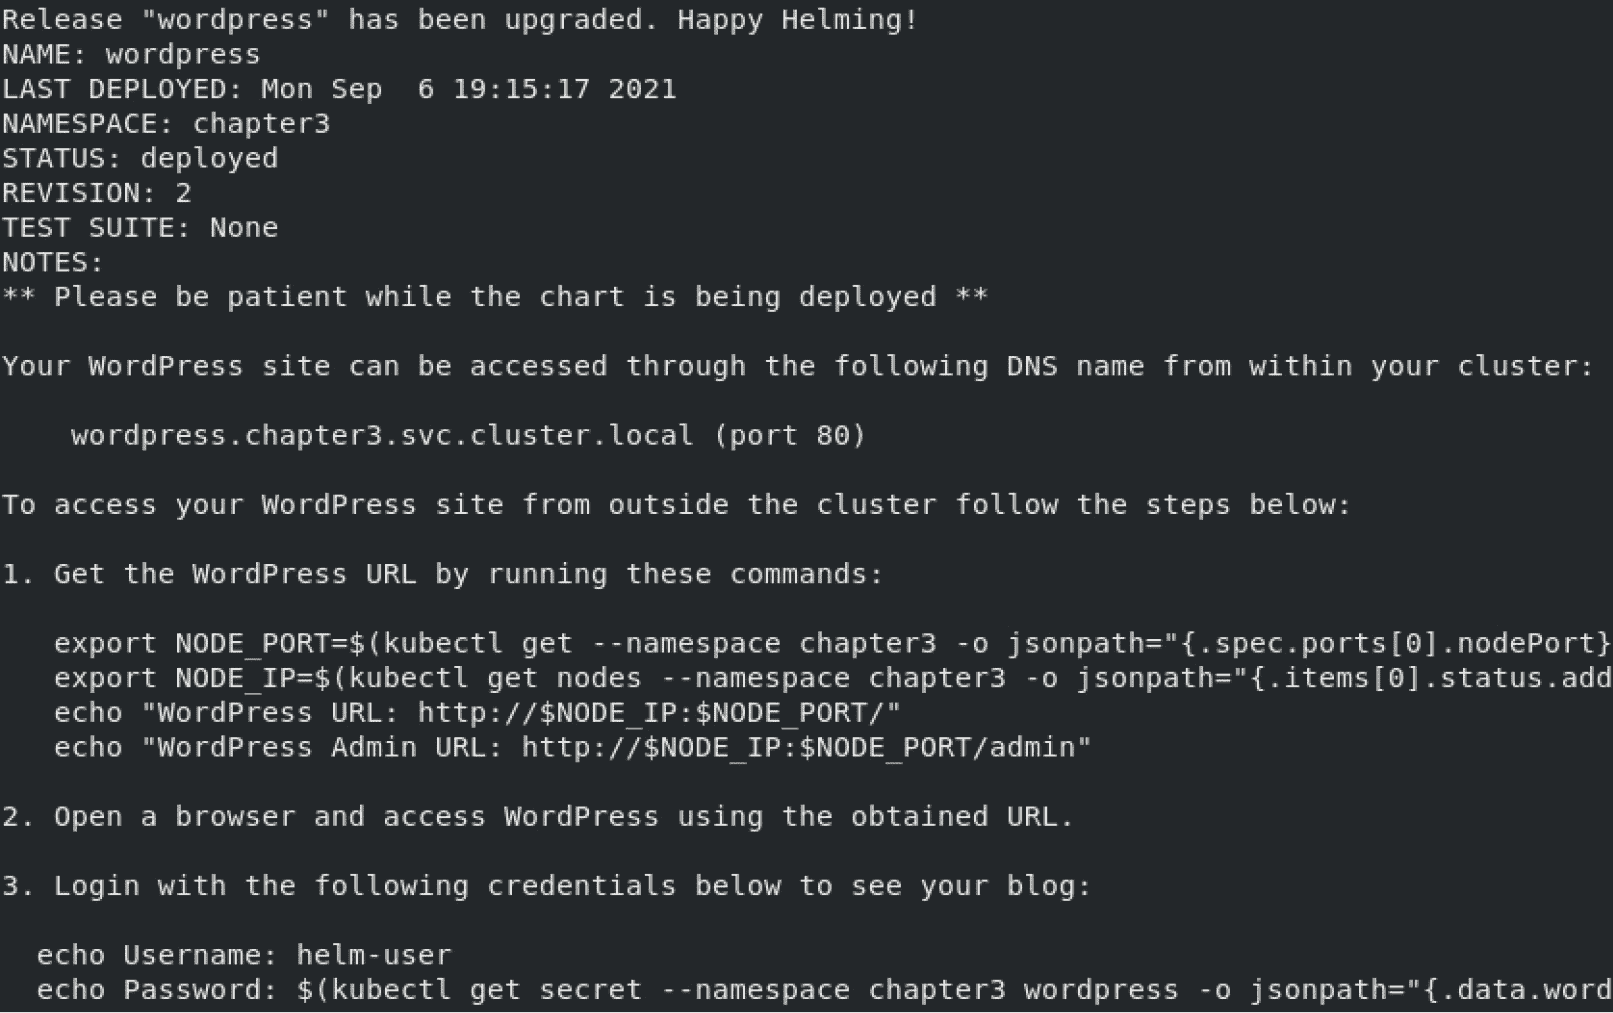 Release "wordpress" has been upgraded. Happy Helming!
NAME: wordpress
LAST DEPLOYED: Mon Sep  6 19:15:17 2021
NAMESPACE: chapter3
STATUS: deployed
REVISION: 2
TEST SUITE: None
NOTES:
** Please be patient while the chart is being deployed **
Your WordPress site can be accessed through the following DNS name from within your cluster:
    wordpress.chapter3.svc.cluster.local (port 80)
To access your WordPress site from outside the cluster follow the steps below:
1. Get the WordPress URL by running these commands:
   export NODE_PORT=$(kubectl get --namespace chapter3 -o jsonpath="{.spec.ports[0].nodePort}
   export NODE_IP=$(kubectl get nodes --namespace chapter3 -o jsonpath="{.items[0].status.add
   echo "WordPress URL: http://$NODE_IP:$NODE_PORT/"
   echo "WordPress Admin URL: http://$NODE_IP:$NODE_PORT/admin"
2. Open a browser and access WordPress using the obtained URL.
3. Login with the following credentials below to see your blog:
  echo Username: helm-user
  echo Password: $(kubectl get secret --namespace chapter3 wordpress -o jsonpath="{.data.word